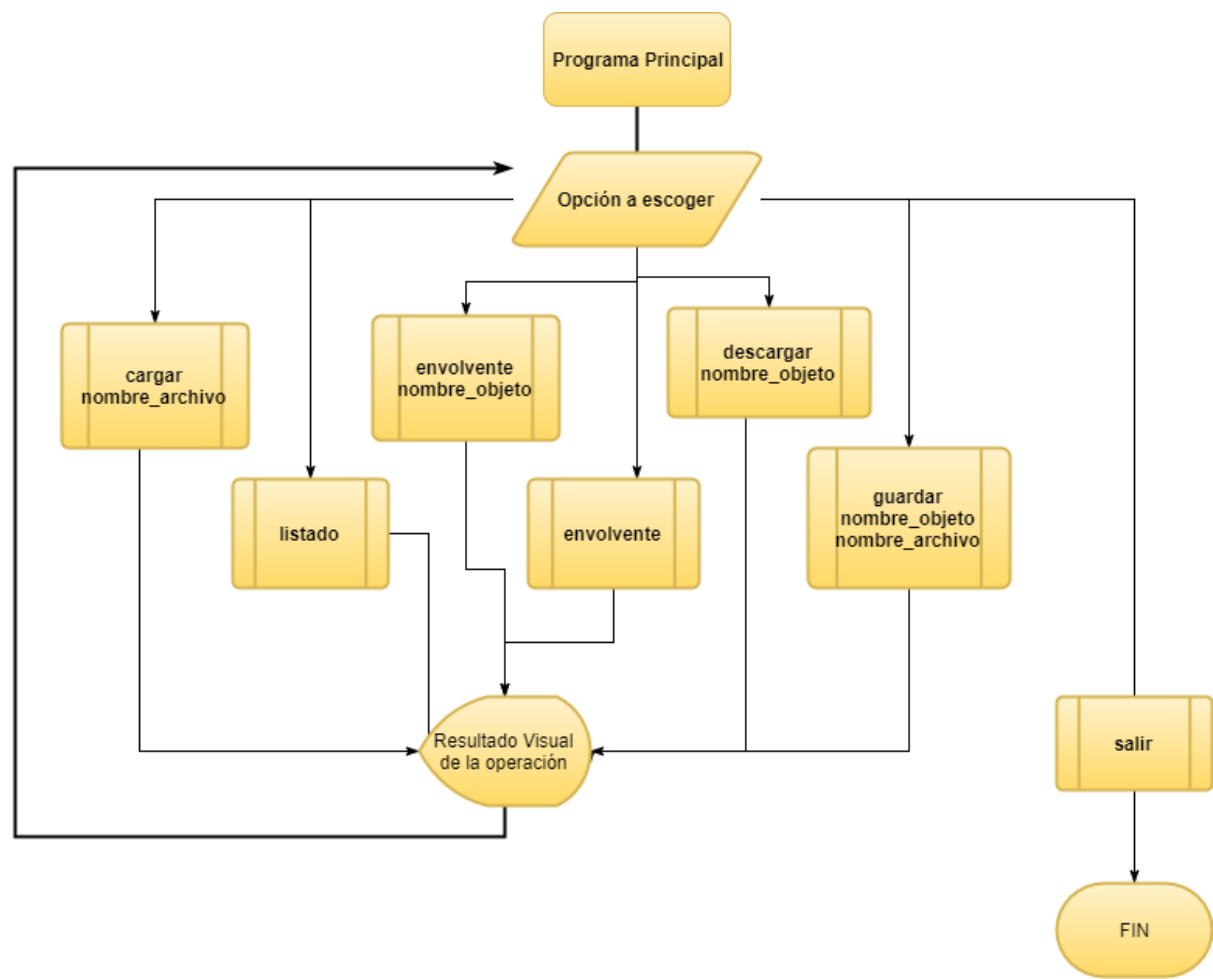 Programa Principal
Opción a escoger
cargar
nombre_archivo
envolvente
nombre_objeto
descargar
nombre_objeto
listado
envolvente
guardar
nombre_objeto
nombre_archivo
Resultado Visual
de la operación
salir
FIN